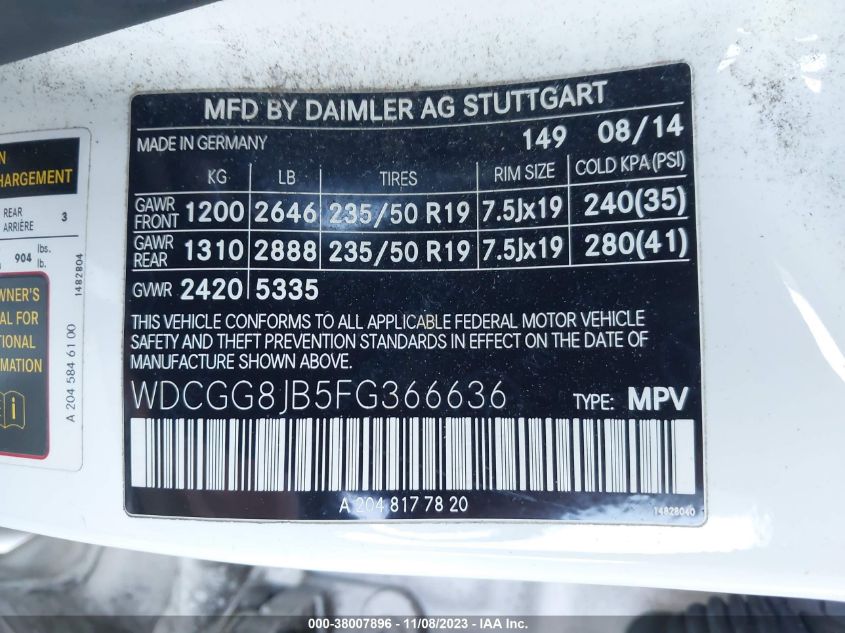 MFD BY DAIMLER AG STUTTGART
MADE IN GERMANY 149 08/14
KG LB TIRES RIM SIZE COLD KPA(PSI)
GAWR FRONT 1200 2646 235/50 R19 7.5Jx19 240(35)
GAWR REAR 1310 2888 235/50 R19 7.5Jx19 280(41)
GVWR 2420 5335
THIS VEHICLE CONFORMS TO ALL APPLICABLE FEDERAL MOTOR VEHICLE
SAFETY AND THEFT PREVENTION STANDARDS IN EFFECT ON THE DATE OF
MANUFACTURE SHOWN ABOVE.
WDCGG8JB5FG366636 TYPE: MPV
A 204 817 78 20
14828040
REAR 3
ARRIÈRE
904 lbs.
lb.
1482804
FOR
A 204 584 61 00
000-38007896 - 11/08/2023 - IAA Inc.